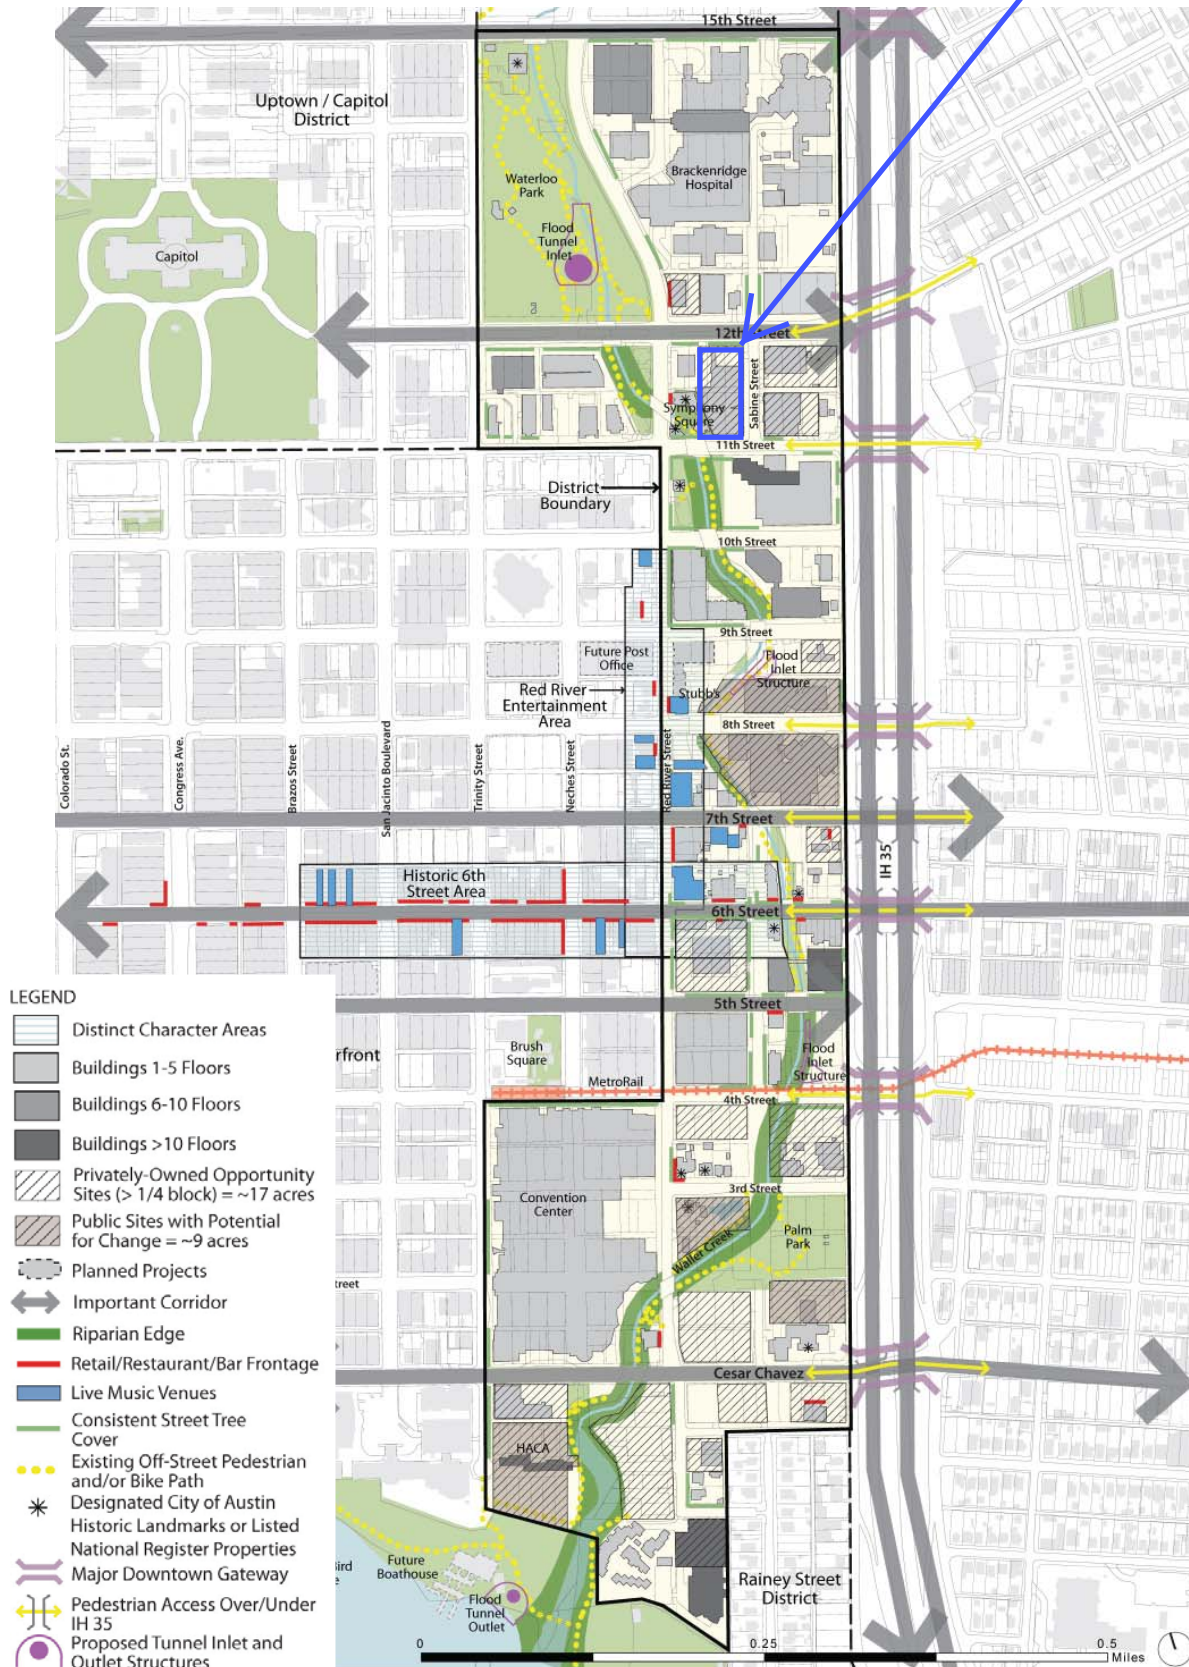 15th Street
Uptown / Capitol
District
Waterloo
Park
Brackenridge
Hospital
Flood
Tunnel
Inlet
Capitol
12th Street
Sabine Street
Symphony
Square
11th Street
District
Boundary
10th Street
9th Street
Future Post
Office
Flood
Inlet
Structure
Red River
Entertainment
Area
Stubb's
8th Street
Colorado St.
Congress Ave.
Brazos Street
San Jacinto Boulevard
Trinity Street
Neches Street
Red River Street
7th Street
IH 35
Historic 6th
Street Area
6th Street
5th Street
LEGEND
Distinct Character Areas
Buildings 1-5 Floors
Buildings 6-10 Floors
Buildings >10 Floors
Privately-Owned Opportunity
Sites (> 1/4 block) = ~17 acres
Public Sites with Potential
for Change = ~9 acres
Planned Projects
Important Corridor
Riparian Edge
Retail/Restaurant/Bar Frontage
Live Music Venues
Consistent Street Tree
Cover
Existing Off-Street Pedestrian
and/or Bike Path
Designated City of Austin
Historic Landmarks or Listed
National Register Properties
Major Downtown Gateway
Pedestrian Access Over/Under
IH 35
Proposed Tunnel Inlet and
Outlet Structures
rfront
Brush
Square
Flood
Inlet
Structure
MetroRail
4th Street
Convention
Center
3rd Street
Palm
Park
Waller Creek
treet
Cesar Chavez
HACA
Future
Boathouse
ird
e
Flood
Tunnel
Outlet
Rainey Street
District
0 0.25 0.5
Miles